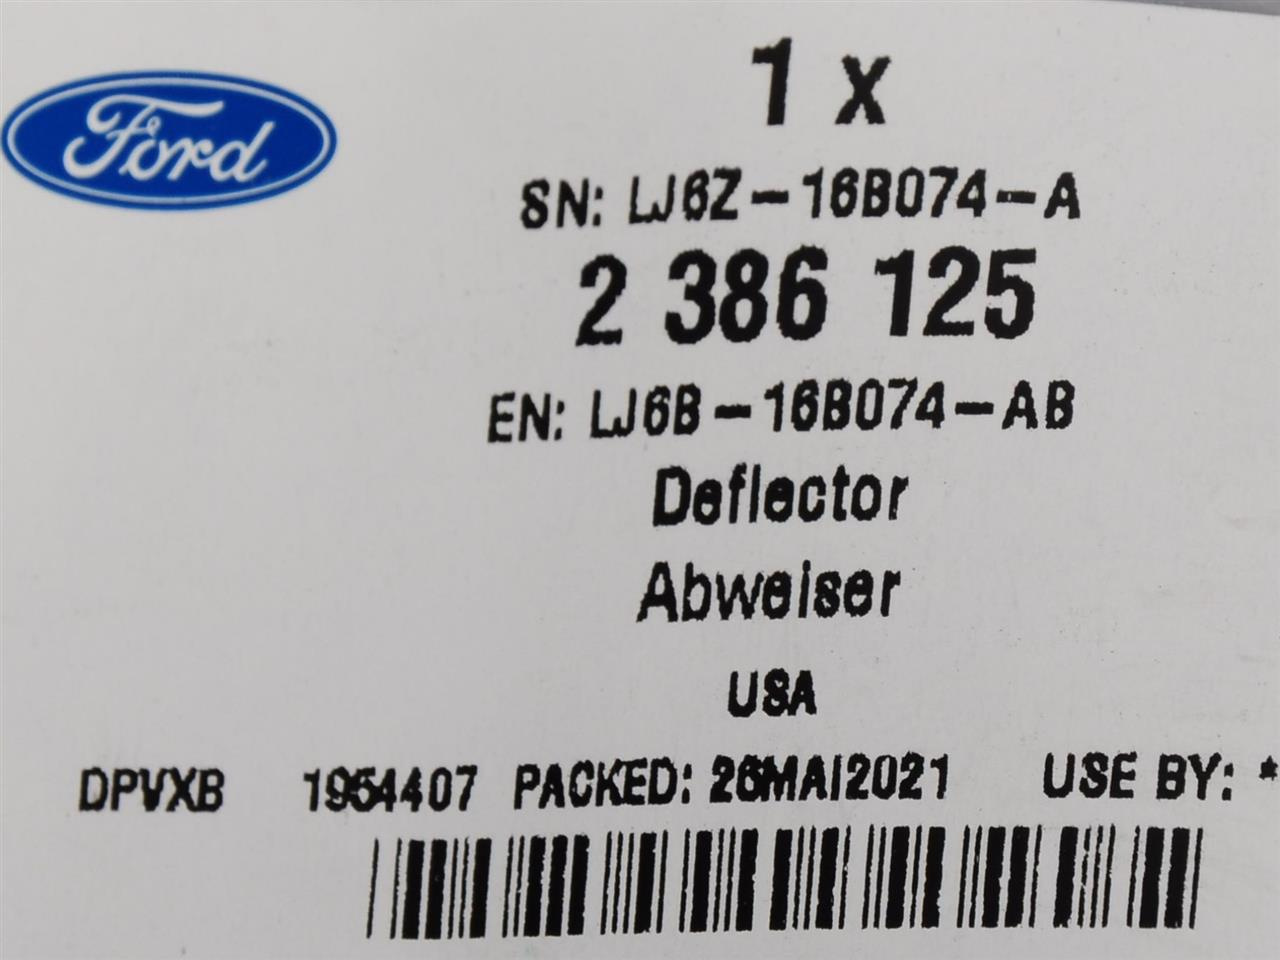 Ford
1 x
SN: LJ6Z-16B074-A
2 386 125
EN: LJ6B-16B074-AB
Deflector
Abweiser
USA
DPVXB 1954407 PACKED: 26MAI2021 USE BY: *